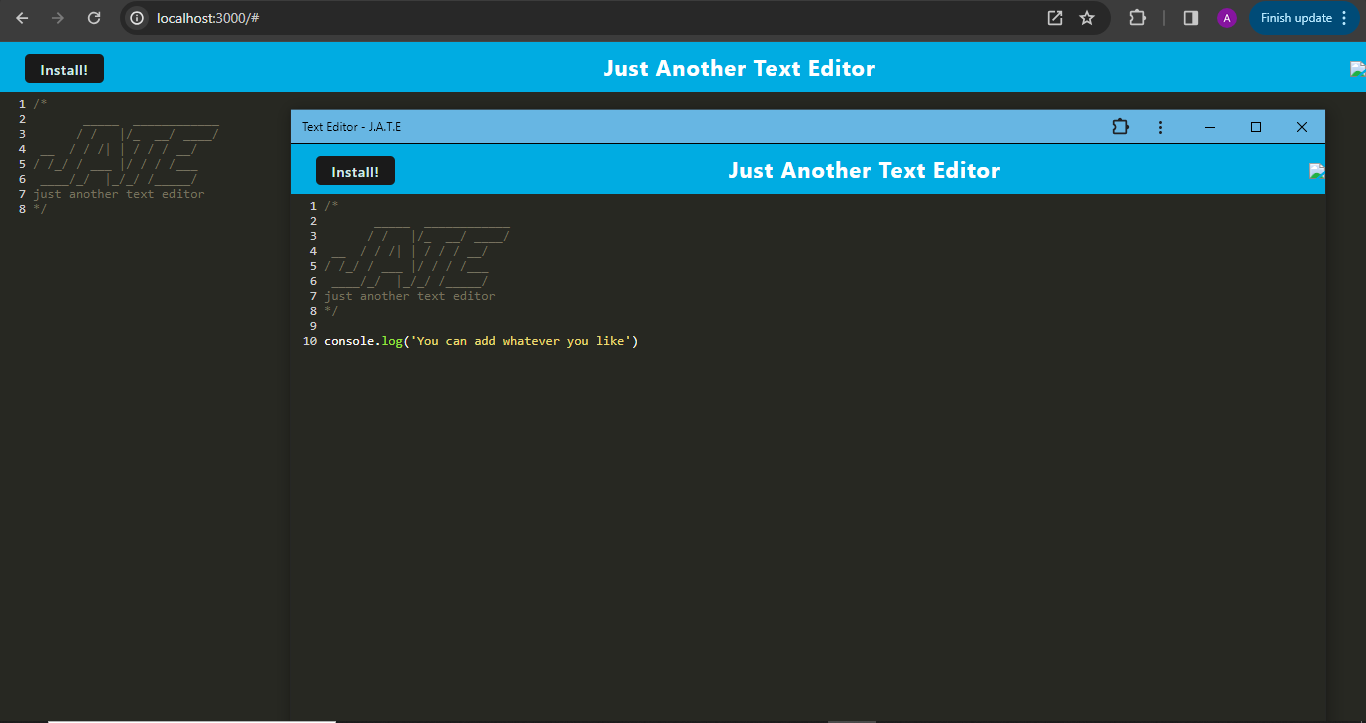 localhost:3000/#
A
Finish update
Install!
Just Another Text Editor
1 /*
2         _____  ____________
3        / /   |/_  __/ ____/
4  __  / / /| | / / / __/
5 / /_/ / ___ |/ / / /___
6  ____/_/  |_/_/ /_____/
7 just another text editor
8 */
Text Editor - J.A.T.E
Install!
Just Another Text Editor
1 /*
2         _____  ____________
3        / /   |/_  __/ ____/
4  __  / / /| | / / / __/
5 / /_/ / ___ |/ / / /___
6  ____/_/  |_/_/ /_____/
7 just another text editor
8 */
9
10 console.log('You can add whatever you like')